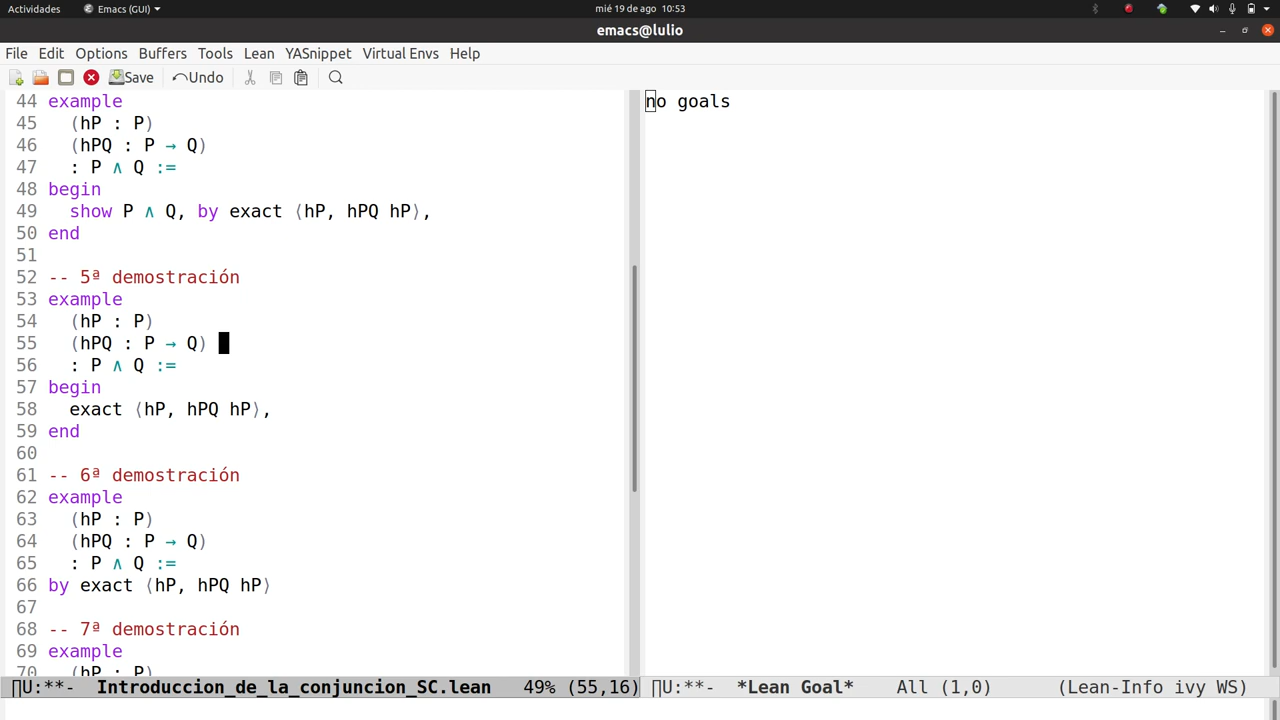 Actividades Emacs (GUI) mié 19 de ago 10:53
emacs@lulio
File Edit Options Buffers Tools Lean YASnippet Virtual Envs Help
Save Undo
44 example
45 (hP : P)
46 (hPQ : P → Q)
47 : P ∧ Q :=
48 begin
49 show P ∧ Q, by exact ⟨hP, hPQ hP⟩,
50 end
51
52 -- 5ª demostración
53 example
54 (hP : P)
55 (hPQ : P → Q)
56 : P ∧ Q :=
57 begin
58 exact ⟨hP, hPQ hP⟩,
59 end
60
61 -- 6ª demostración
62 example
63 (hP : P)
64 (hPQ : P → Q)
65 : P ∧ Q :=
66 by exact ⟨hP, hPQ hP⟩
67
68 -- 7ª demostración
69 example
70 (hP : P)
∏U:**- Introduccion_de_la_conjuncion_SC.lean 49% (55,16)
no goals
∏U:**- *Lean Goal* All (1,0) (Lean-Info ivy WS)